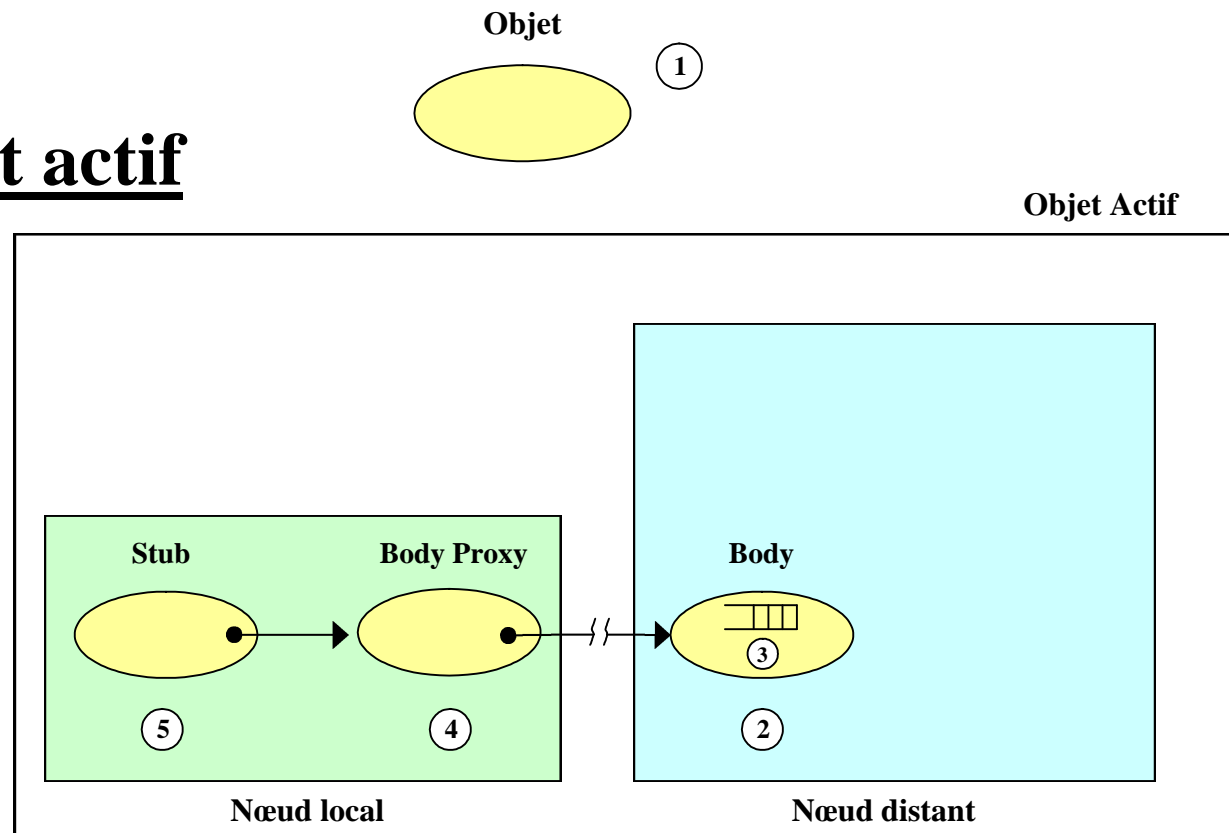 Objet
1
t actif
Objet Actif
Stub
Body Proxy
Body
3
5
4
2
Nœud local
Nœud distant